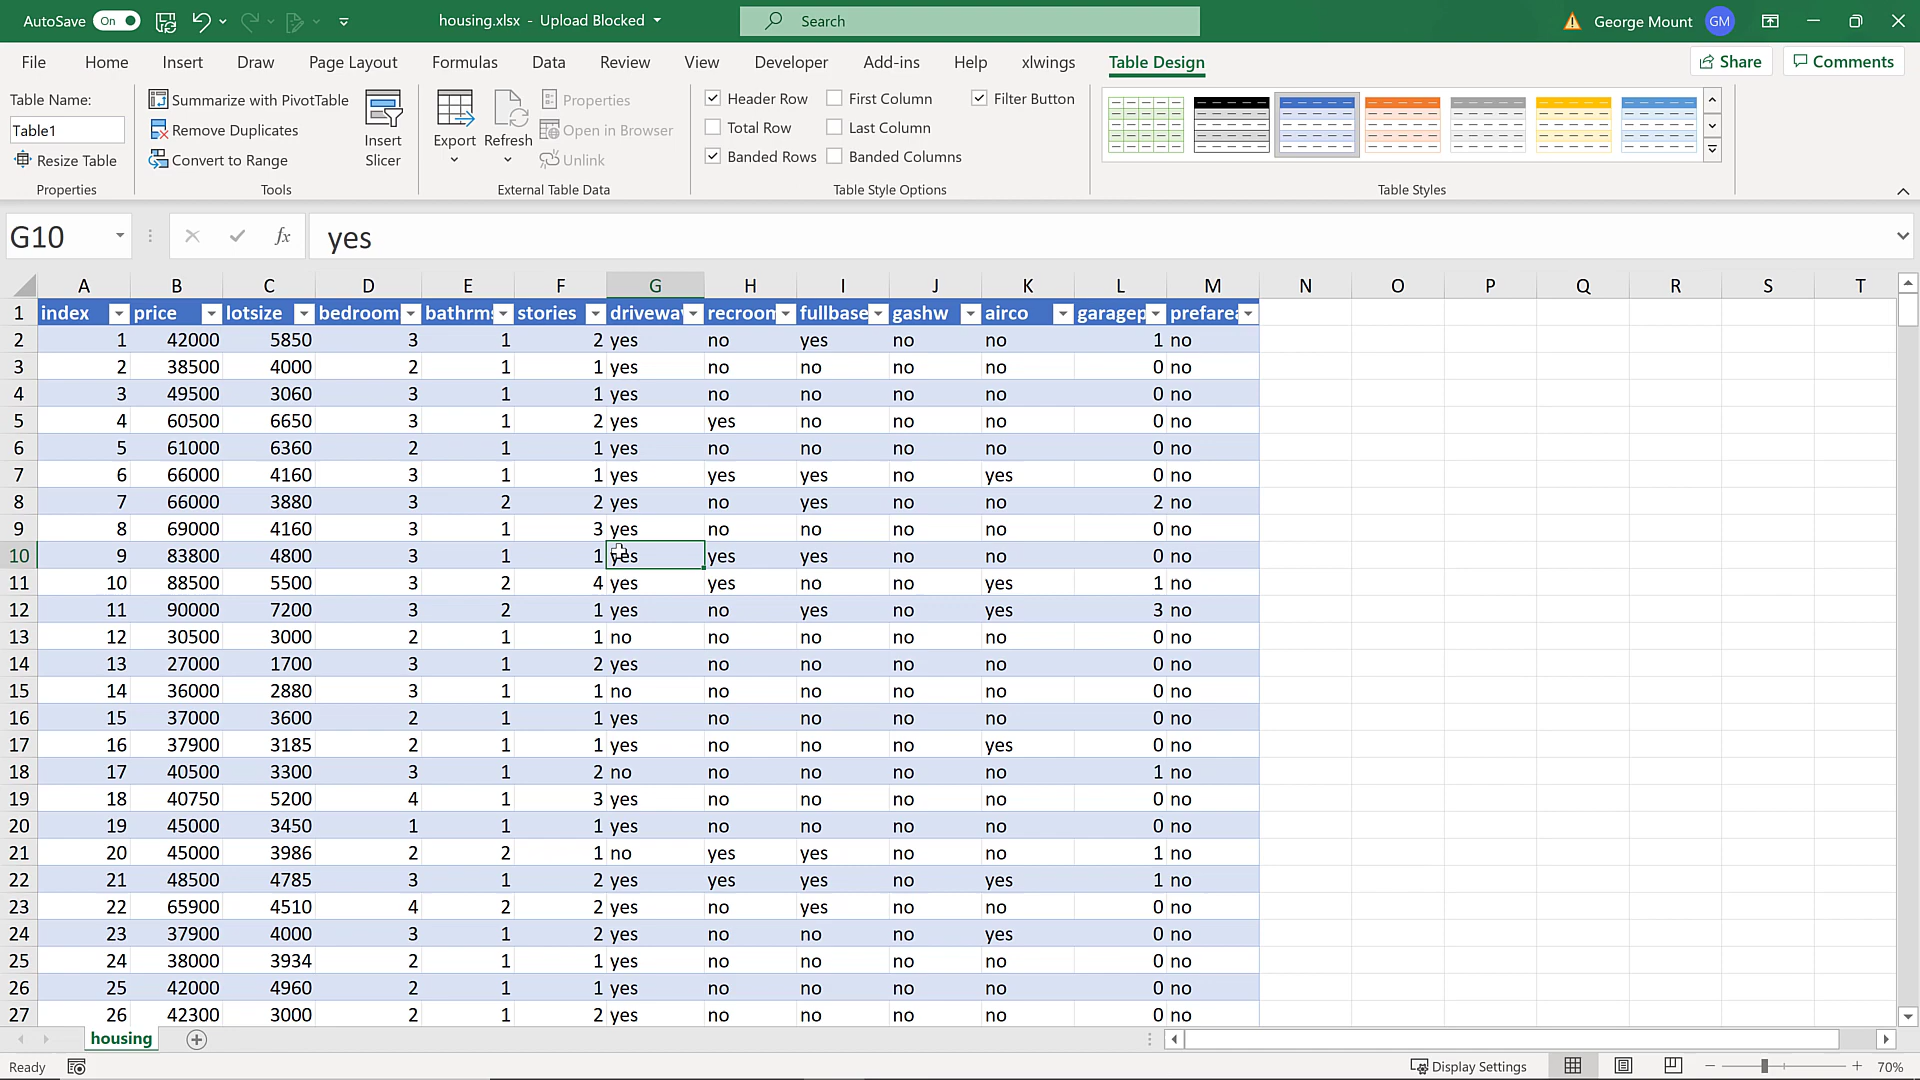 AutoSave On housing.xlsx - Upload Blocked Search George Mount GM
File Home Insert Draw Page Layout Formulas Data Review View Developer Add-ins Help xlwings Table Design Share Comments
Table Name:
Table1
Resize Table
Properties
Summarize with PivotTable
Remove Duplicates
Convert to Range
Tools
Insert
Slicer
Export
Refresh
Properties
Open in Browser
Unlink
External Table Data
Header Row First Column Filter Button
Total Row Last Column
Banded Rows Banded Columns
Table Style Options
Table Styles
G10 fx yes
A B C D E F G H I J K L M N O P Q R S T
1 index price lotsize bedroom bathrms stories driveway recroom fullbase gashw airco garagep prefarea
2 1 42000 5850 3 1 2 yes no yes no no 1 no
3 2 38500 4000 2 1 1 yes no no no no 0 no
4 3 49500 3060 3 1 1 yes no no no no 0 no
5 4 60500 6650 3 1 2 yes yes no no no 0 no
6 5 61000 6360 2 1 1 yes no no no no 0 no
7 6 66000 4160 3 1 1 yes yes yes no yes 0 no
8 7 66000 3880 3 2 2 yes no yes no no 2 no
9 8 69000 4160 3 1 3 yes no no no no 0 no
10 9 83800 4800 3 1 1 yes yes yes no no 0 no
11 10 88500 5500 3 2 4 yes yes no no yes 1 no
12 11 90000 7200 3 2 1 yes no yes no yes 3 no
13 12 30500 3000 2 1 1 no no no no no 0 no
14 13 27000 1700 3 1 2 yes no no no no 0 no
15 14 36000 2880 3 1 1 no no no no no 0 no
16 15 37000 3600 2 1 1 yes no no no no 0 no
17 16 37900 3185 2 1 1 yes no no no yes 0 no
18 17 40500 3300 3 1 2 no no no no no 1 no
19 18 40750 5200 4 1 3 yes no no no no 0 no
20 19 45000 3450 1 1 1 yes no no no no 0 no
21 20 45000 3986 2 2 1 no yes yes no no 1 no
22 21 48500 4785 3 1 2 yes yes yes no yes 1 no
23 22 65900 4510 4 2 2 yes no yes no no 0 no
24 23 37900 4000 3 1 2 yes no no no yes 0 no
25 24 38000 3934 2 1 1 yes no no no no 0 no
26 25 42000 4960 2 1 1 yes no no no no 0 no
27 26 42300 3000 2 1 2 yes no no no no 0 no
housing
Ready Display Settings 70%